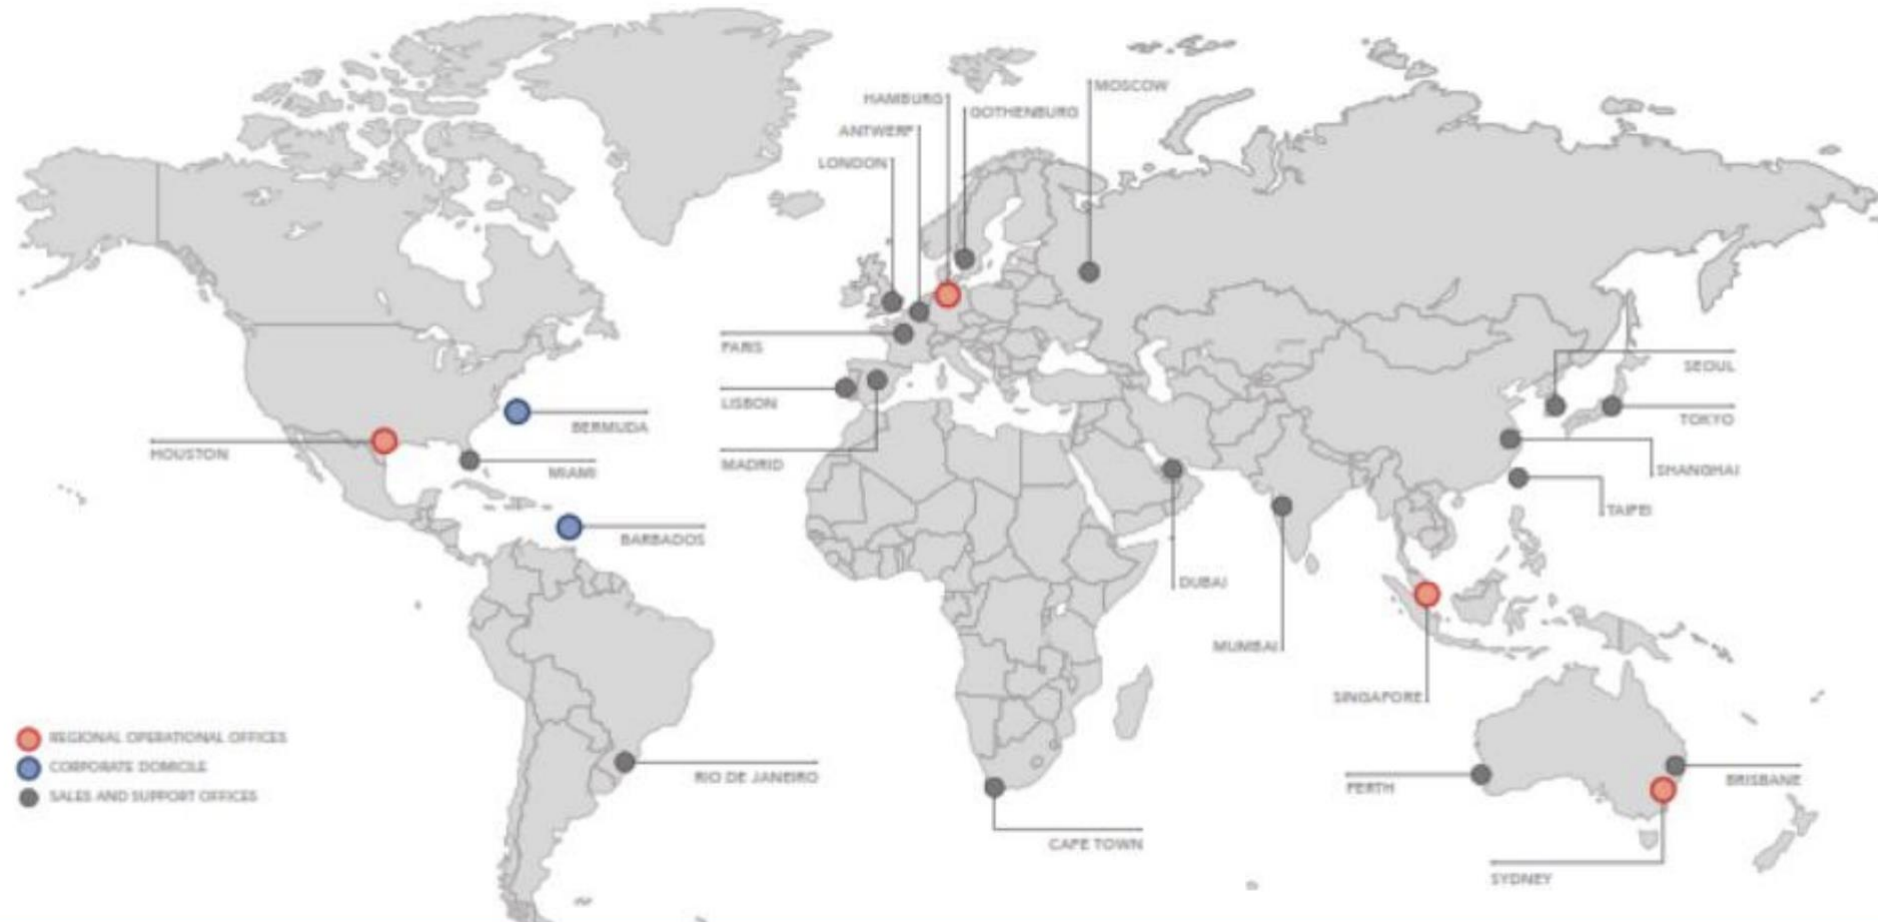 MOSCOW
HAMBURG
GOTHENBURG
ANTWERP
LONDON
PARIS
LISBON
MADRID
SEOUL
TOKYO
SHANGHAI
TAIPEI
BERMUDA
HOUSTON
MIAMI
BARBADOS
DUBAI
MUMBAI
SINGAPORE
REGIONAL OPERATIONAL OFFICES
CORPORATE DOMICILE
SALES AND SUPPORT OFFICES
RIO DE JANEIRO
CAPE TOWN
PERTH
BRISBANE
SYDNEY